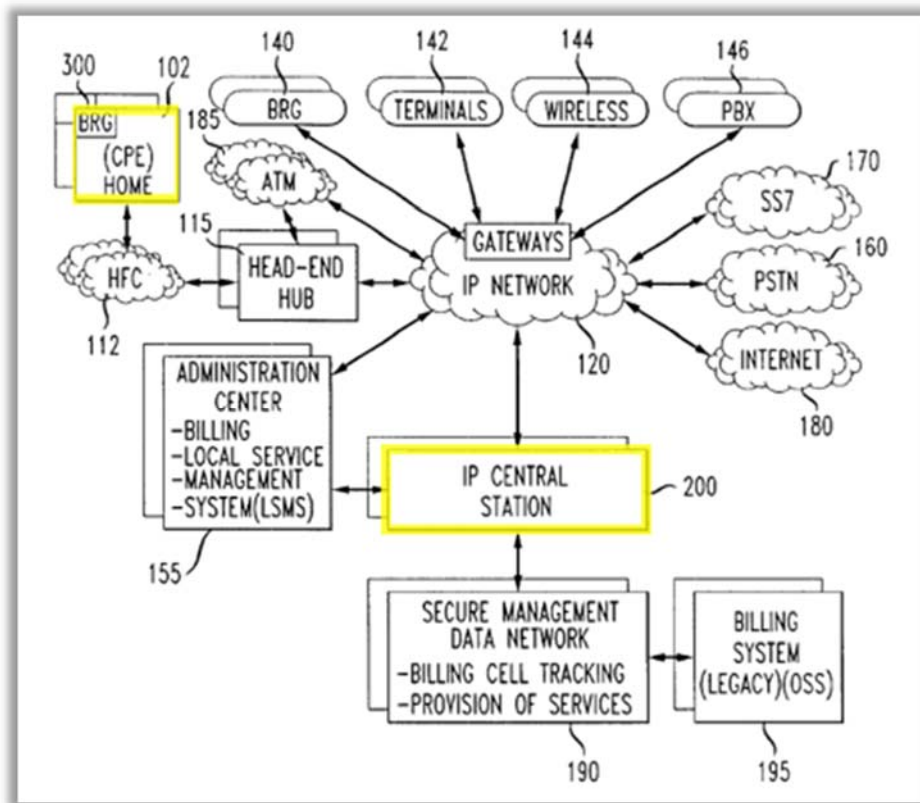 140
142
144
146
300
102
BRG
TERMINALS
WIRELESS
PBX
BRG
(CPE)
HOME
185
ATM
170
SS7
115
HEAD-END
HUB
GATEWAYS
IP NETWORK
160
PSTN
HFC
112
120
INTERNET
180
ADMINISTRATION
CENTER
-BILLING
-LOCAL SERVICE
-MANAGEMENT
-SYSTEM(LSMS)
155
IP CENTRAL
STATION
200
SECURE MANAGEMENT
DATA NETWORK
-BILLING CELL TRACKING
-PROVISION OF SERVICES
190
BILLING
SYSTEM
(LEGACY)(OSS)
195